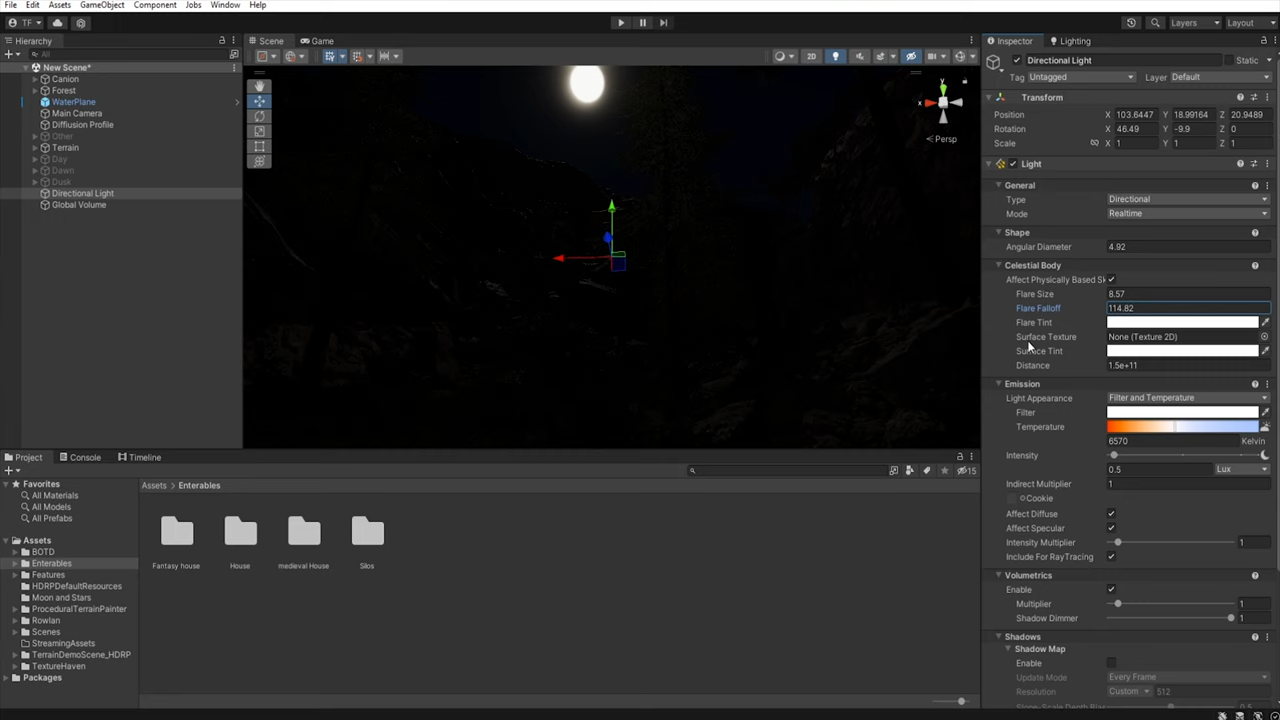 File Edit Assets GameObject Component Jobs Window Help
TF Layers Layout
Hierarchy
All
New Scene*
Canion
Forest
WaterPlane
Main Camera
Diffusion Profile
Other
Terrain
Day
Dawn
Dusk
Directional Light
Global Volume
Scene Game
2D
y
x
Persp
Inspector Lighting
Directional Light Static
Tag Untagged Layer Default
Transform
Position X 103.6447 Y 18.99164 Z 20.9489
Rotation X 46.49 Y -9.9 Z 0
Scale X 1 Y 1 Z 1
Light
General
Type Directional
Mode Realtime
Shape
Angular Diameter 4.92
Celestial Body
Affect Physically Based Sk
Flare Size 8.57
Flare Falloff 114.82
Flare Tint
Surface Texture None (Texture 2D)
Surface Tint
Distance 1.5e+11
Emission
Light Appearance Filter and Temperature
Filter
Temperature
6570 Kelvin
Intensity
0.5 Lux
Indirect Multiplier 1
Cookie
Affect Diffuse
Affect Specular
Intensity Multiplier 1
Include For RayTracing
Volumetrics
Enable
Multiplier 1
Shadow Dimmer 1
Shadows
Shadow Map
Enable
Update Mode Every Frame
Resolution Custom 512
Project Console Timeline
15
Favorites
All Materials
All Models
All Prefabs
Assets
BOTD
Enterables
Features
HDRPDefaultResources
Moon and Stars
ProceduralTerrainPainter
Rowlan
Scenes
StreamingAssets
TerrainDemoScene_HDRP
TextureHaven
Packages
Assets Enterables
Fantasy house House medieval House Silos